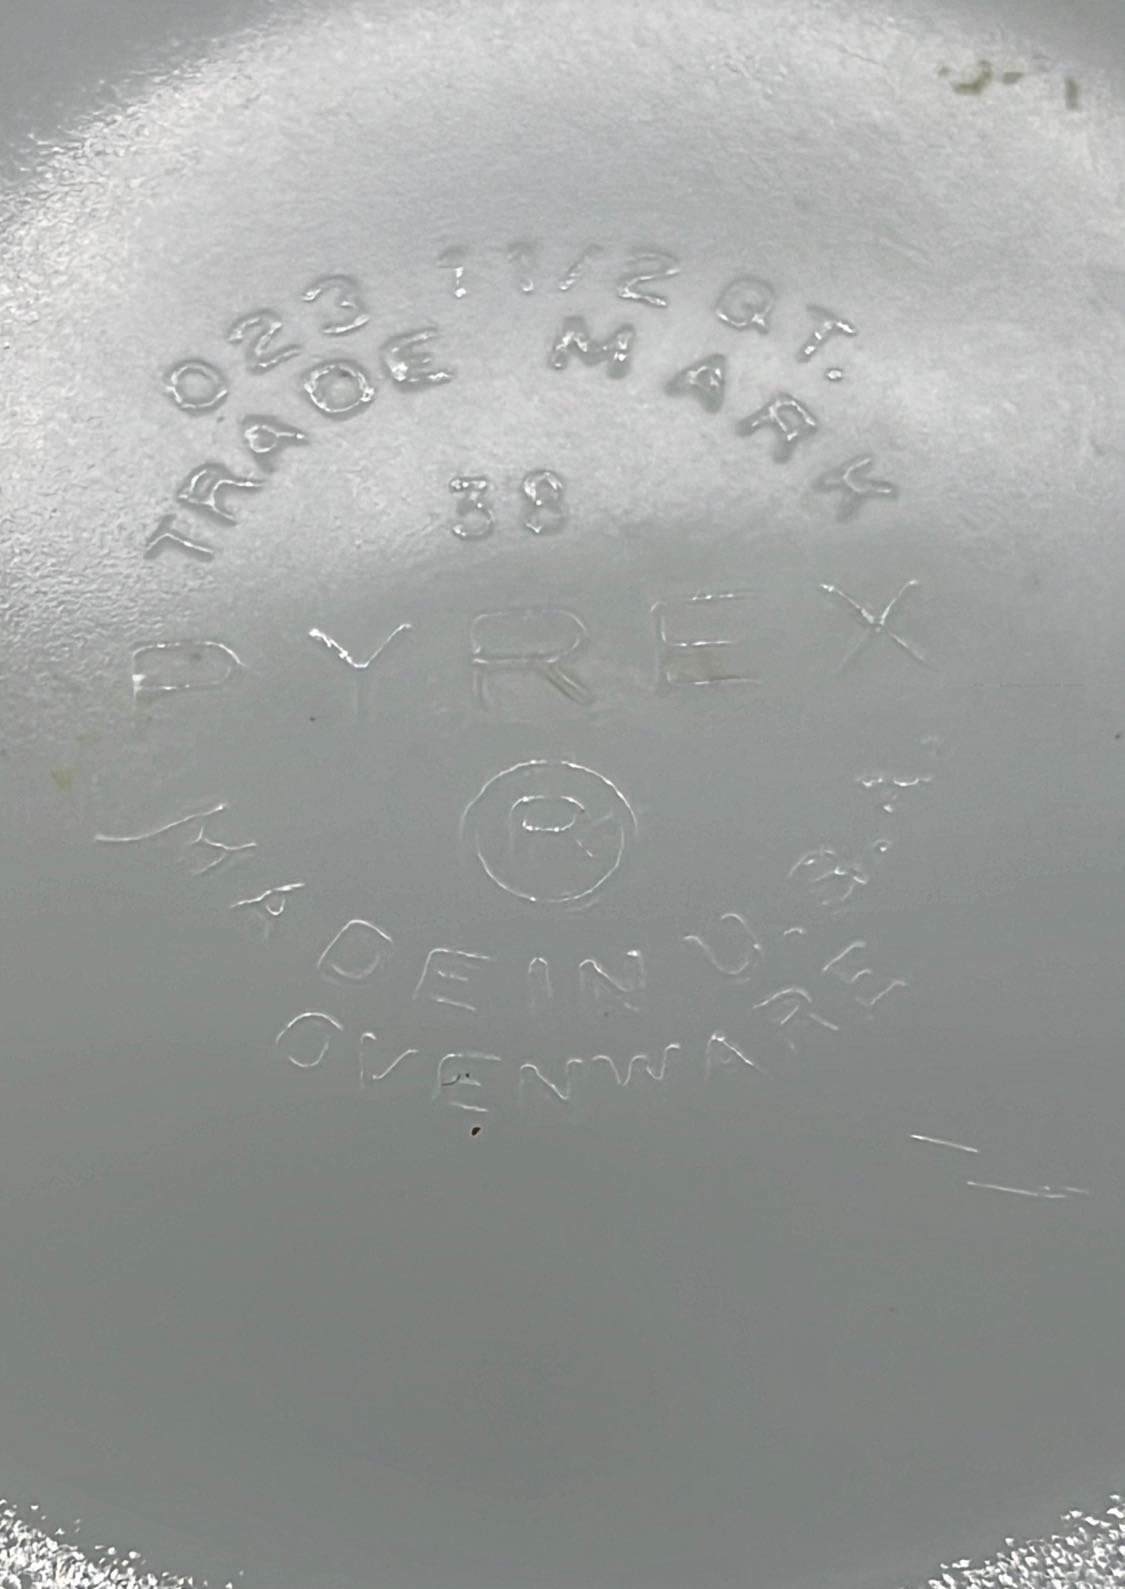 023 1 1/2 QT.
TRADE MARK
38
PYREX
®
MADE IN U.S.A.
OVENWARE